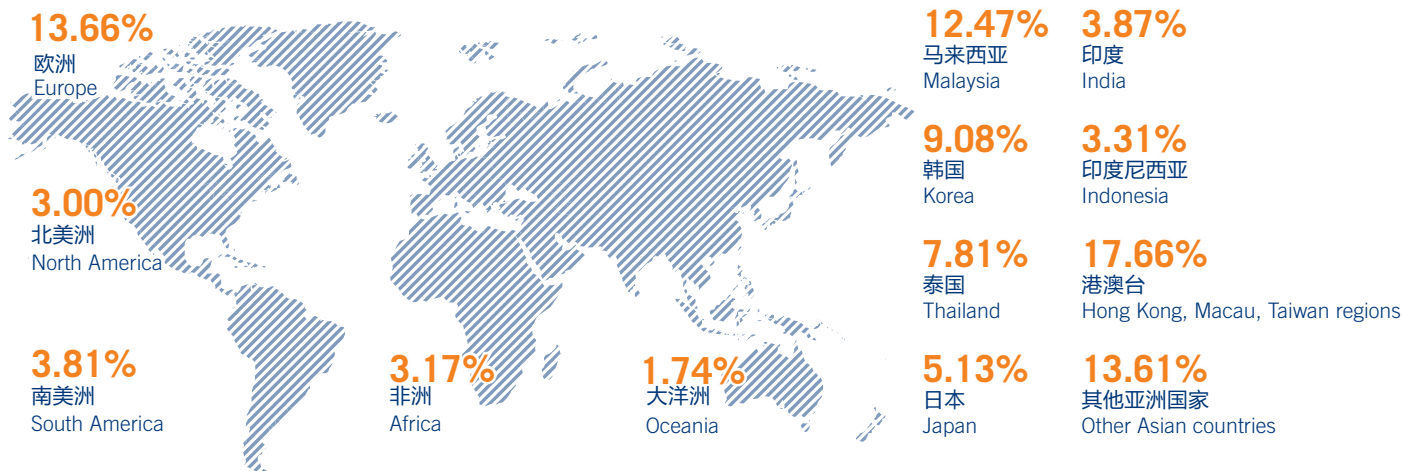 13.66%
欧洲
Europe
3.00%
北美洲
North America
3.81%
南美洲
South America
3.17%
非洲
Africa
1.74%
大洋洲
Oceania
12.47%
马来西亚
Malaysia
9.08%
韩国
Korea
7.81%
泰国
Thailand
5.13%
日本
Japan
3.87%
印度
India
3.31%
印度尼西亚
Indonesia
17.66%
港澳台
Hong Kong, Macau, Taiwan regions
13.61%
其他亚洲国家
Other Asian countries